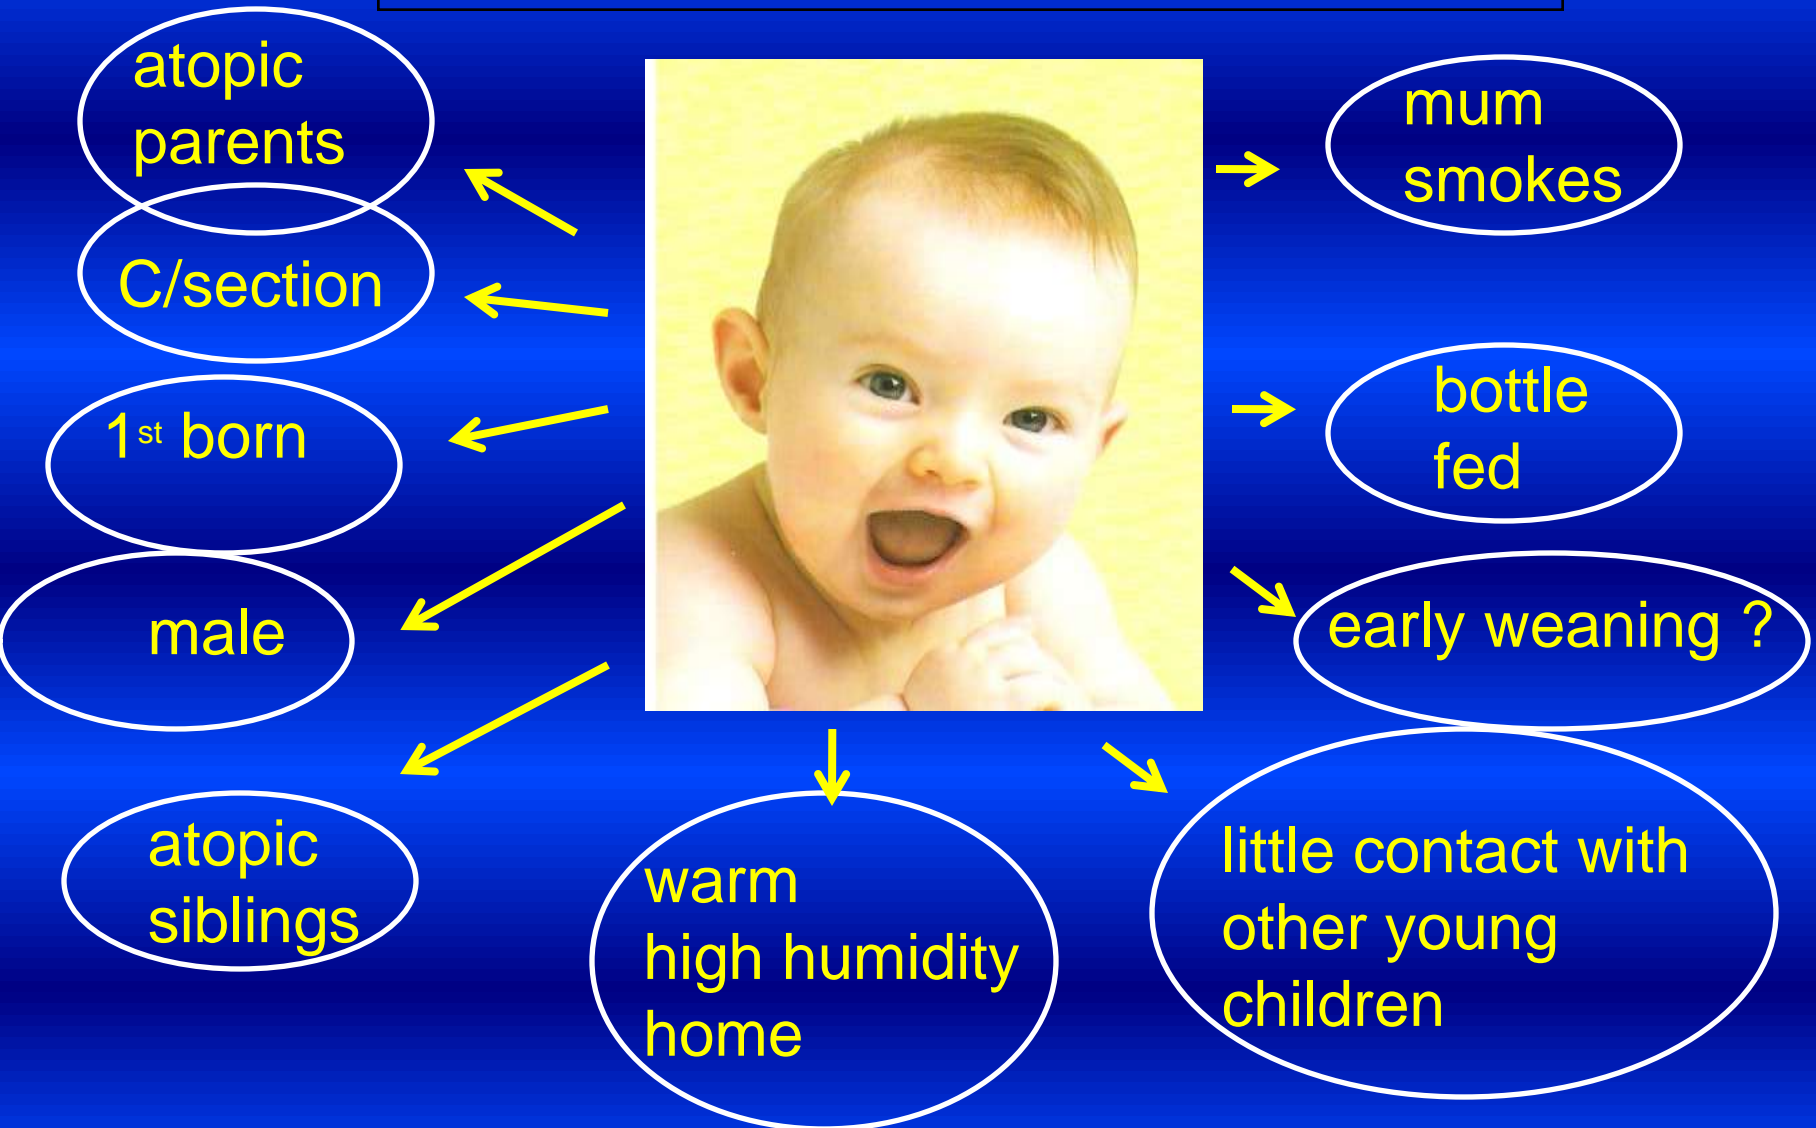 atopic
parents
C/section
1st born
male
atopic
siblings
warm
high humidity
home
mum
smokes
bottle
fed
early weaning ?
little contact with
other young
children